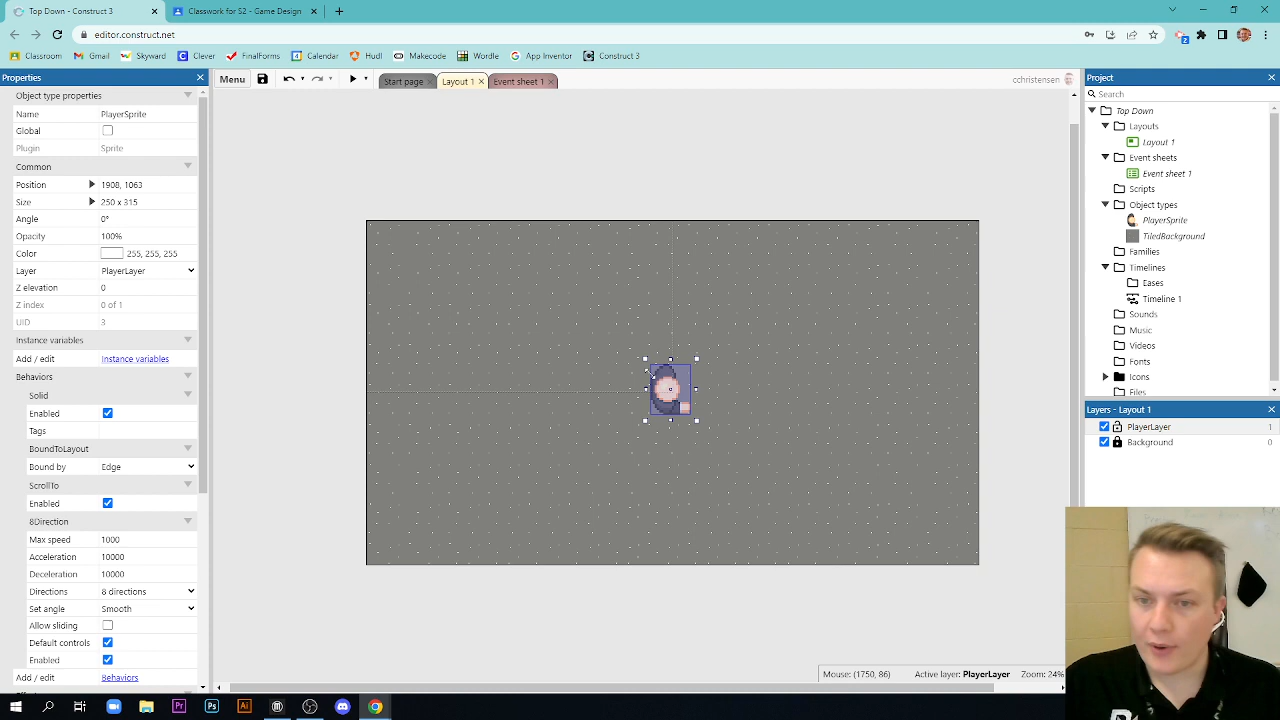 Top Down - Construct 3
Classwork for S2 - Game Design
editor.construct.net
Classroom
Gmail
Skyward
Clever
FinalForms
Calendar
Hudl
Makecode
Wordle
App Inventor
Construct 3
Properties
Menu
Start page
Layout 1
Event sheet 1
Project
Object type properties
Name PlayerSprite
Global
Plugin Sprite
Common
Position 1908, 1063
Size 250 x 315
Angle 0°
Opacity 100%
Color 255, 255, 255
Layer PlayerLayer
Z elevation 0
Z index 0 of 1
UID 3
Instance variables
Add / edit Instance variables
Behaviors
Solid
Enabled
Tags
BoundToLayout
Bound by Edge
ScrollTo
Enabled
8Direction
Max speed 1000
Acceleration 10000
Deceleration 10000
Directions 8 directions
Set angle Smooth
Allow sliding
Default controls
Enabled
Add / edit Behaviors
Search
Top Down
Layouts
Layout 1
Event sheets
Event sheet 1
Scripts
Object types
PlayerSprite
TiledBackground
Families
Timelines
Eases
Timeline 1
Sounds
Music
Videos
Fonts
Icons
Files
Layers - Layout 1
PlayerLayer 1
Background 0
Mouse: (1750, 86) Active layer: PlayerLayer Zoom: 24%